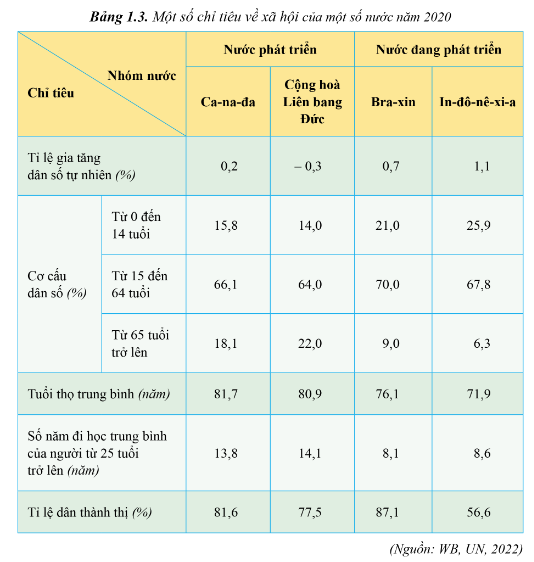 Bảng 1.3. Một số chỉ tiêu về xã hội của một số nước năm 2020
Nhóm nước
Chỉ tiêu
Nước phát triển
Nước đang phát triển
Ca-na-đa
Cộng hoà
Liên bang
Đức
Bra-xin
In-đô-nê-xi-a
Tỉ lệ gia tăng
dân số tự nhiên (%)
0,2
– 0,3
0,7
1,1
Cơ cấu
dân số (%)
Từ 0 đến
14 tuổi
15,8
14,0
21,0
25,9
Từ 15 đến
64 tuổi
66,1
64,0
70,0
67,8
Từ 65 tuổi
trở lên
18,1
22,0
9,0
6,3
Tuổi thọ trung bình (năm)
81,7
80,9
76,1
71,9
Số năm đi học trung bình
của người từ 25 tuổi
trở lên (năm)
13,8
14,1
8,1
8,6
Tỉ lệ dân thành thị (%)
81,6
77,5
87,1
56,6
(Nguồn: WB, UN, 2022)